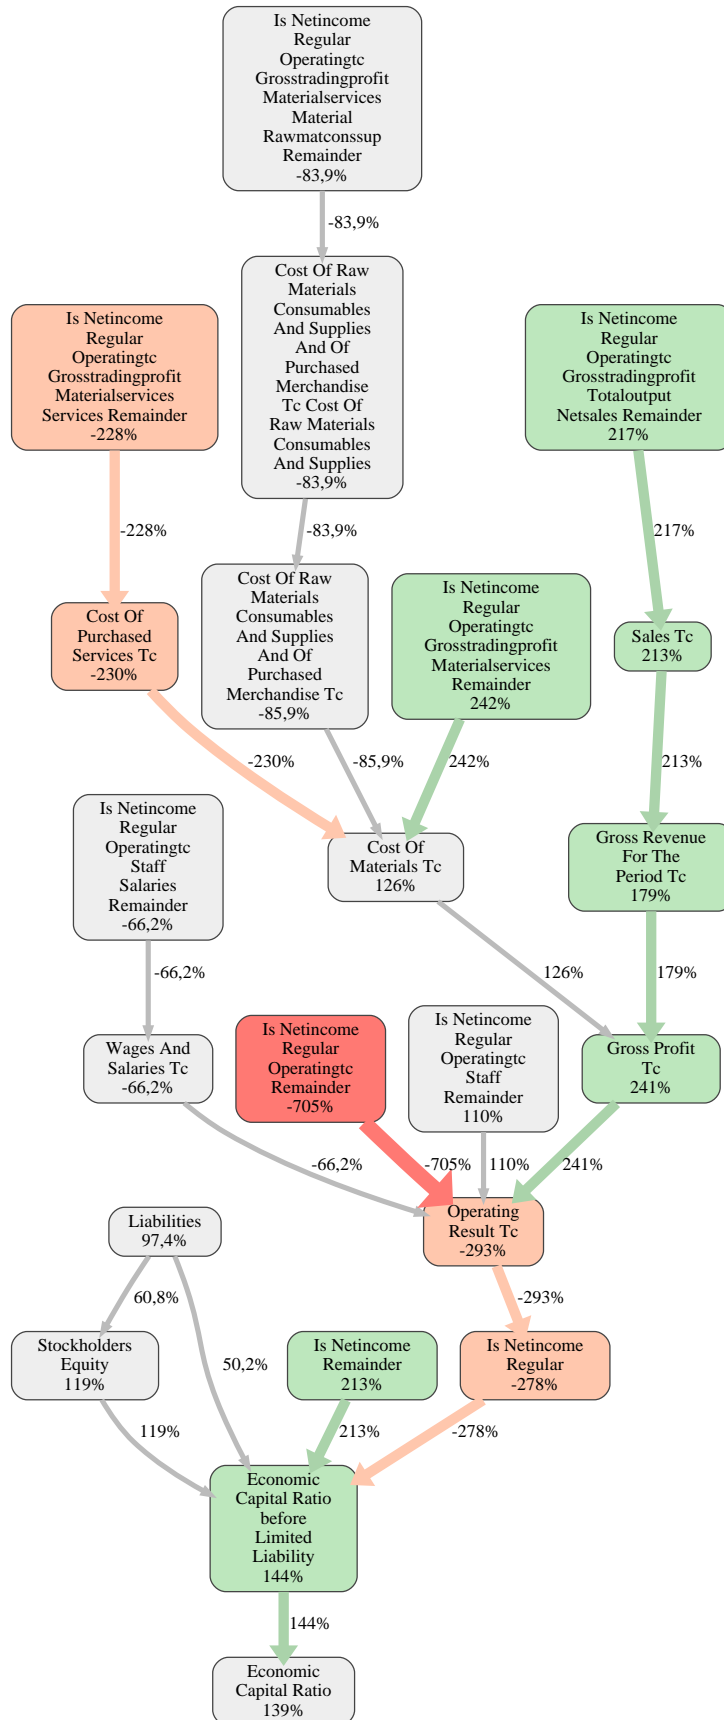 Is Netincome
Regular
Operatingtc
Grosstradingprofit
Materialservices
Material
Rawmatconssup
Remainder
-83,9%
-83,9%
Cost Of Raw
Materials
Consumables
And Supplies
And Of
Purchased
Merchandise
Tc Cost Of
Raw Materials
Consumables
And Supplies
-83,9%
Is Netincome
Regular
Operatingtc
Grosstradingprofit
Materialservices
Services Remainder
-228%
Is Netincome
Regular
Operatingtc
Grosstradingprofit
Totaloutput
Netsales Remainder
217%
-228%
-83,9%
217%
Cost Of
Purchased
Services Tc
-230%
Cost Of Raw
Materials
Consumables
And Supplies
And Of
Purchased
Merchandise Tc
-85,9%
Is Netincome
Regular
Operatingtc
Grosstradingprofit
Materialservices
Remainder
242%
Sales Tc
213%
-230%
-85,9%
242%
213%
Is Netincome
Regular
Operatingtc
Staff
Salaries
Remainder
-66,2%
Cost Of
Materials Tc
126%
Gross Revenue
For The
Period Tc
179%
-66,2%
126%
179%
Wages And
Salaries Tc
-66,2%
Is Netincome
Regular
Operatingtc
Remainder
-705%
Is Netincome
Regular
Operatingtc
Staff
Remainder
110%
Gross Profit
Tc
241%
-66,2%
-705%
110%
241%
Liabilities
97,4%
Operating
Result Tc
-293%
60,8%
-293%
Stockholders
Equity
119%
50,2%
Is Netincome
Remainder
213%
Is Netincome
Regular
-278%
119%
213%
-278%
Economic
Capital Ratio
before
Limited
Liability
144%
144%
Economic
Capital Ratio
139%